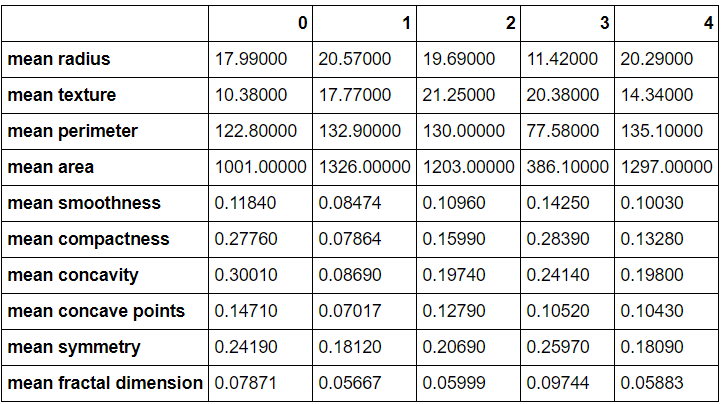 0 1 2 3 4
mean radius 17.99000 20.57000 19.69000 11.42000 20.29000
mean texture 10.38000 17.77000 21.25000 20.38000 14.34000
mean perimeter 122.80000 132.90000 130.00000 77.58000 135.10000
mean area 1001.00000 1326.00000 1203.00000 386.10000 1297.00000
mean smoothness 0.11840 0.08474 0.10960 0.14250 0.10030
mean compactness 0.27760 0.07864 0.15990 0.28390 0.13280
mean concavity 0.30010 0.08690 0.19740 0.24140 0.19800
mean concave points 0.14710 0.07017 0.12790 0.10520 0.10430
mean symmetry 0.24190 0.18120 0.20690 0.25970 0.18090
mean fractal dimension 0.07871 0.05667 0.05999 0.09744 0.05883